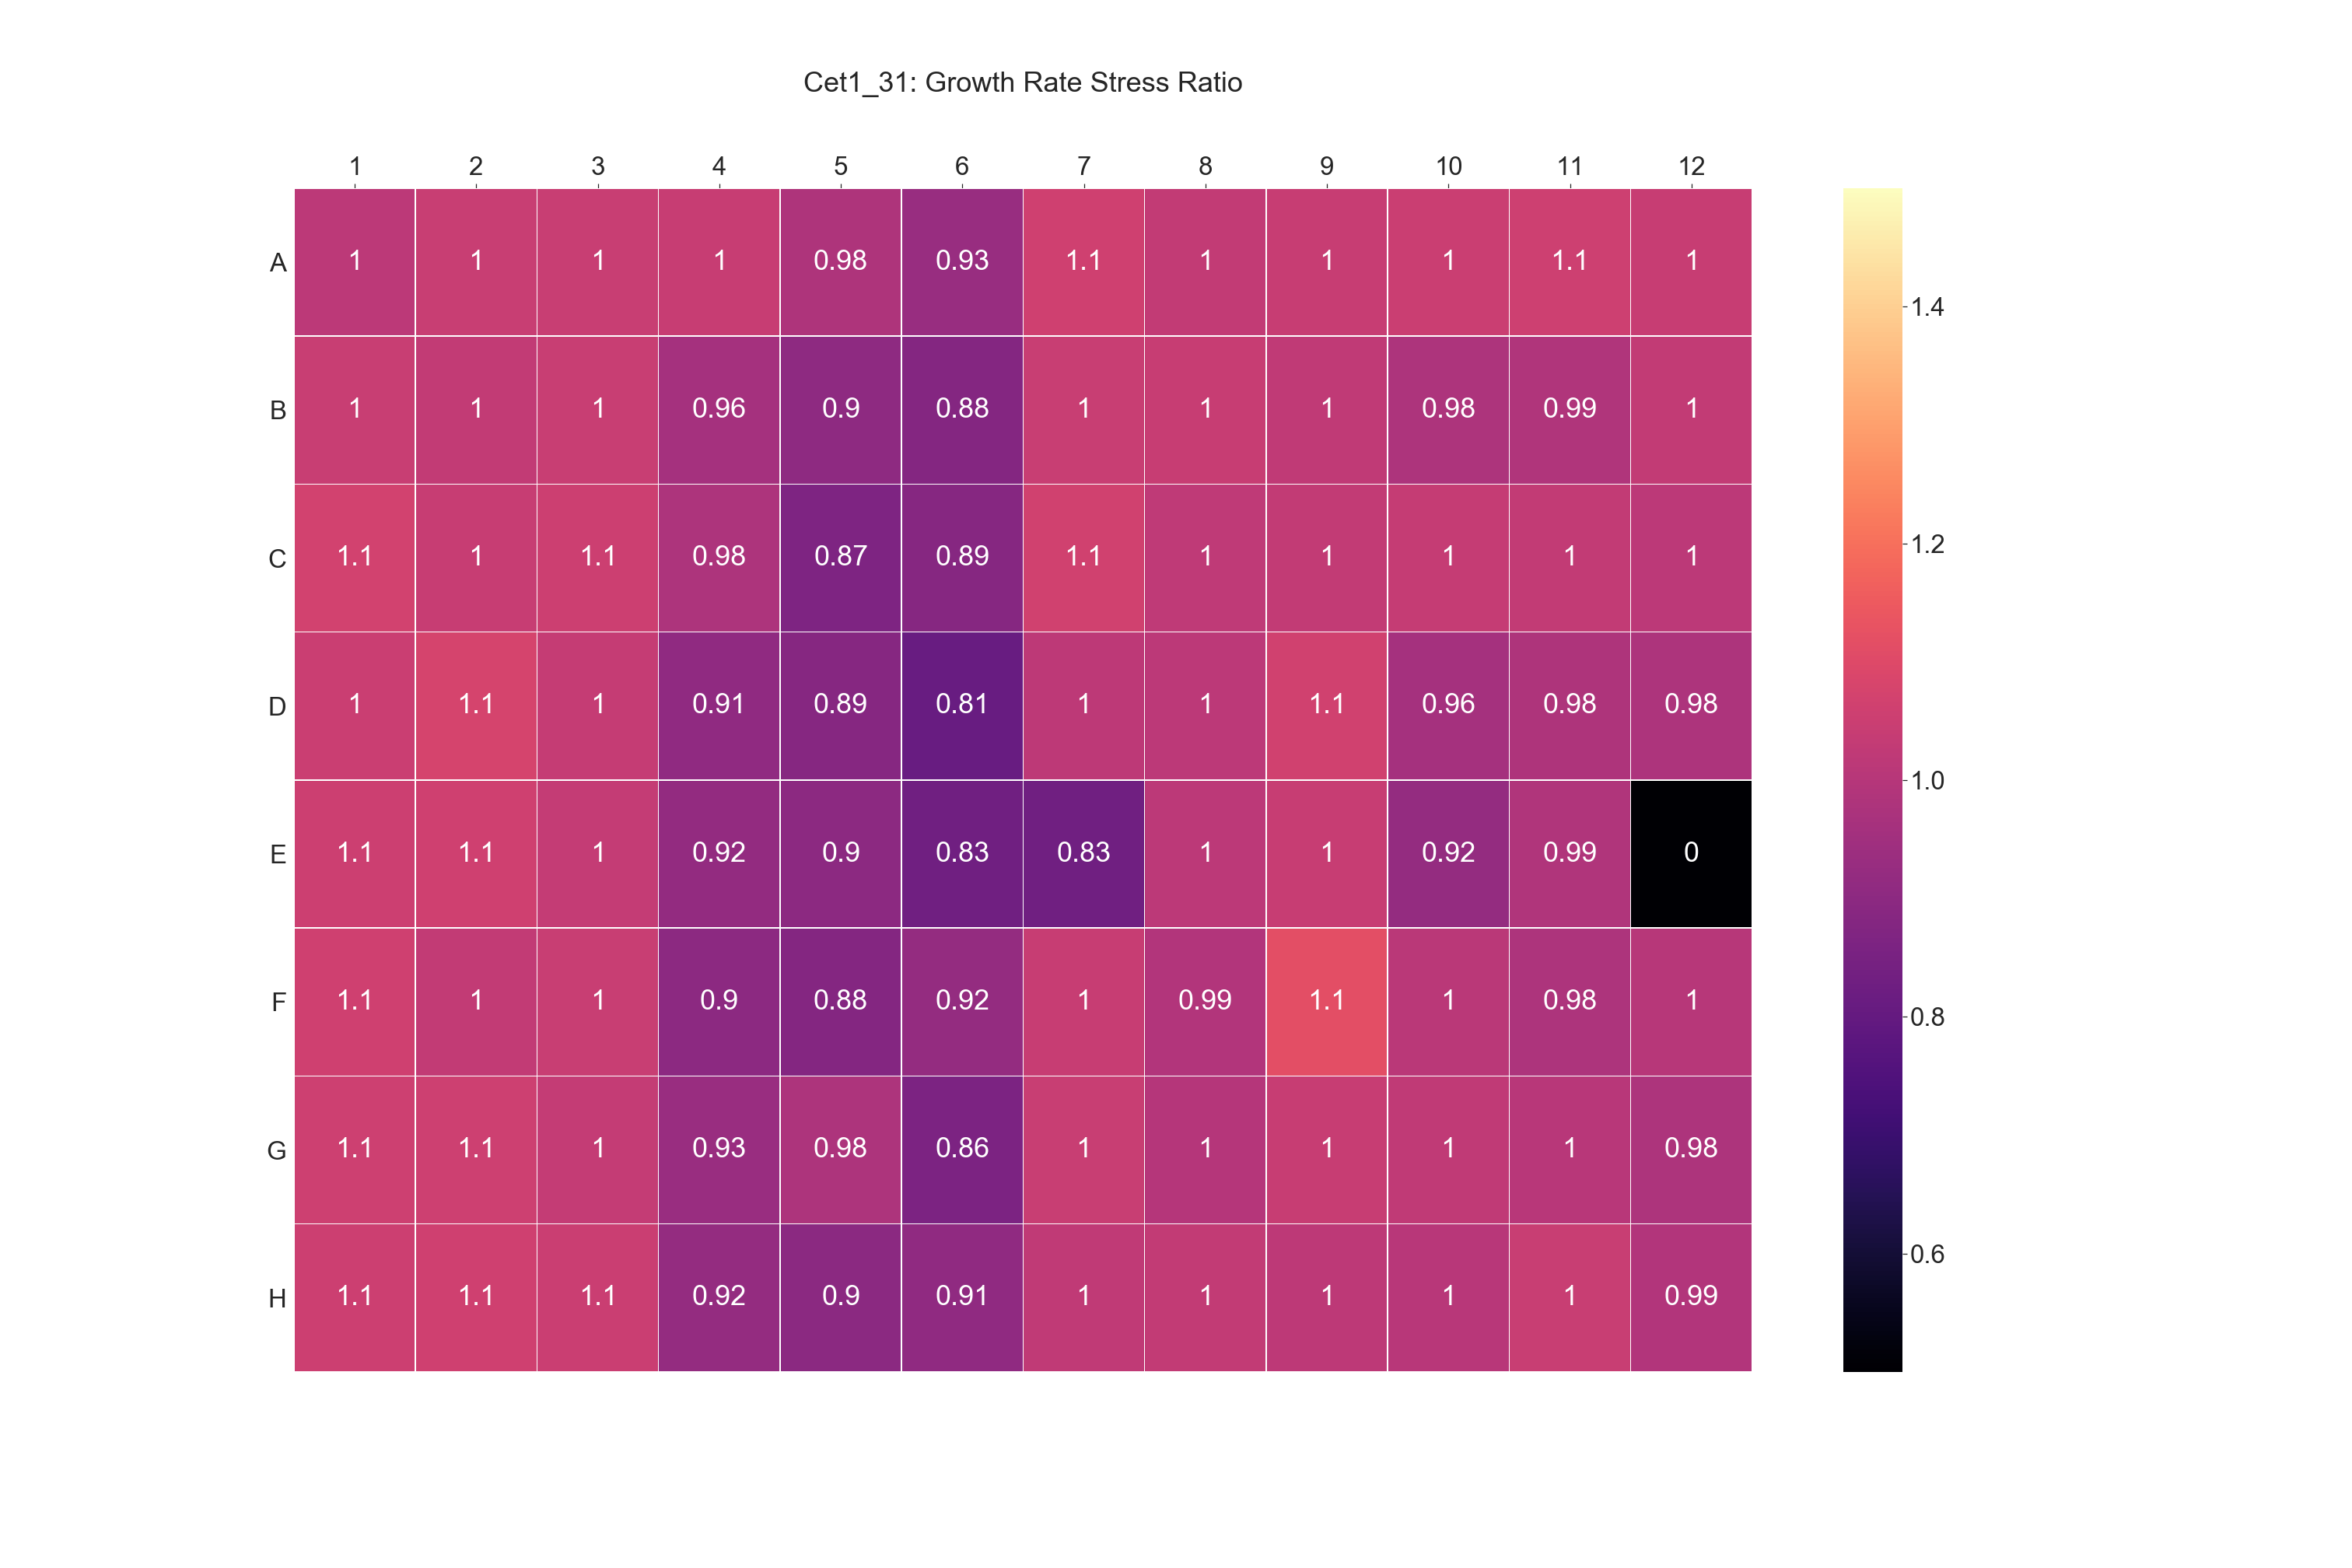 Cet1_31: Growth Rate Stress Ratio
1 2 3 4 5 6 7 8 9 10 11 12
A 1 1 1 1 0.98 0.93 1.1 1 1 1 1.1 1
1.4
B 1 1 1 0.96 0.9 0.88 1 1 1 0.98 0.99 1
C 1.1 1 1.1 0.98 0.87 0.89 1.1 1 1 1 1 1
1.2
D 1 1.1 1 0.91 0.89 0.81 1 1 1.1 0.96 0.98 0.98
1.0
E 1.1 1.1 1 0.92 0.9 0.83 0.83 1 1 0.92 0.99 0
F 1.1 1 1 0.9 0.88 0.92 1 0.99 1.1 1 0.98 1
0.8
G 1.1 1.1 1 0.93 0.98 0.86 1 1 1 1 1 0.98
0.6
H 1.1 1.1 1.1 0.92 0.9 0.91 1 1 1 1 1 0.99